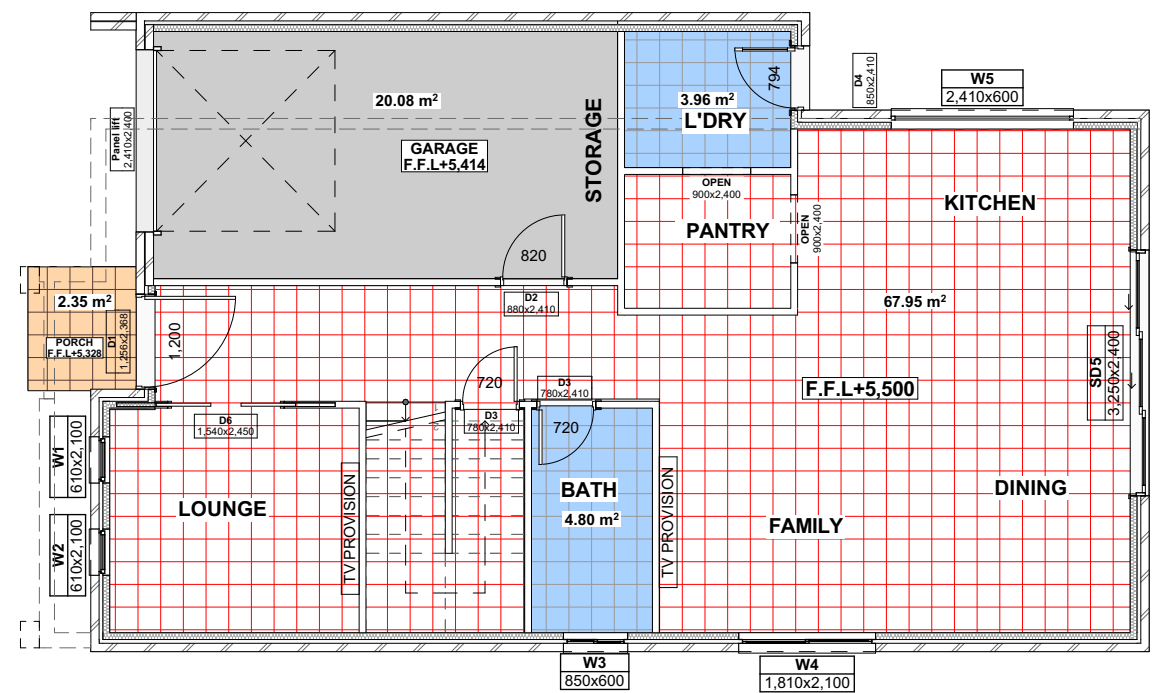 D4
850x2,410
W5
2,410x600
794
3.96 m²
L'DRY
20.08 m²
Panel lift
2,410x2,400
GARAGE
F.F.L+5,414
STORAGE
OPEN
900x2,400
OPEN
900x2,400
KITCHEN
PANTRY
820
2.35 m²
D1
1,256x2,368
D2
880x2,410
67.95 m²
PORCH
F.F.L+5,328
1,200
SD5
3,250x2,400
720
D3
780x2,410
F.F.L+5,500
D6
1,540x2,450
D3
780x2,410
720
W1
610x2,100
TV PROVISION
BATH
4.80 m²
TV PROVISION
DINING
LOUNGE
FAMILY
W2
610x2,100
W3
850x600
W4
1,810x2,100